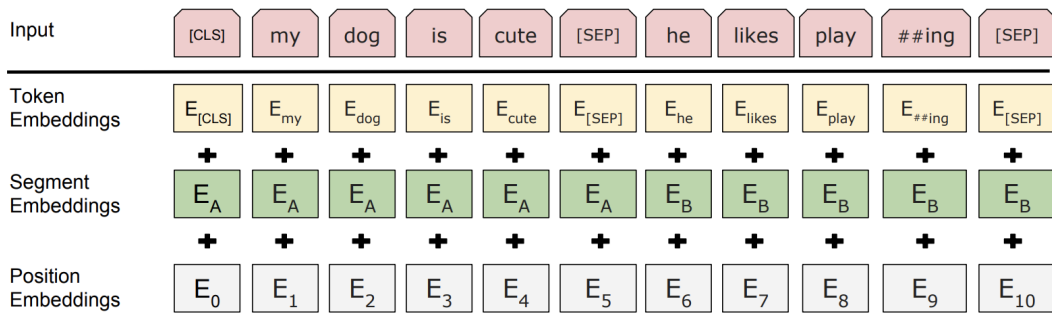 Input [CLS] my dog is cute [SEP] he likes play ##ing [SEP]
Token Embeddings E[CLS] Emy Edog Eis Ecute E[SEP] Ehe Elikes Eplay E##ing E[SEP]
+ + + + + + + + + + +
Segment Embeddings EA EA EA EA EA EA EB EB EB EB EB
+ + + + + + + + + + +
Position Embeddings E0 E1 E2 E3 E4 E5 E6 E7 E8 E9 E10